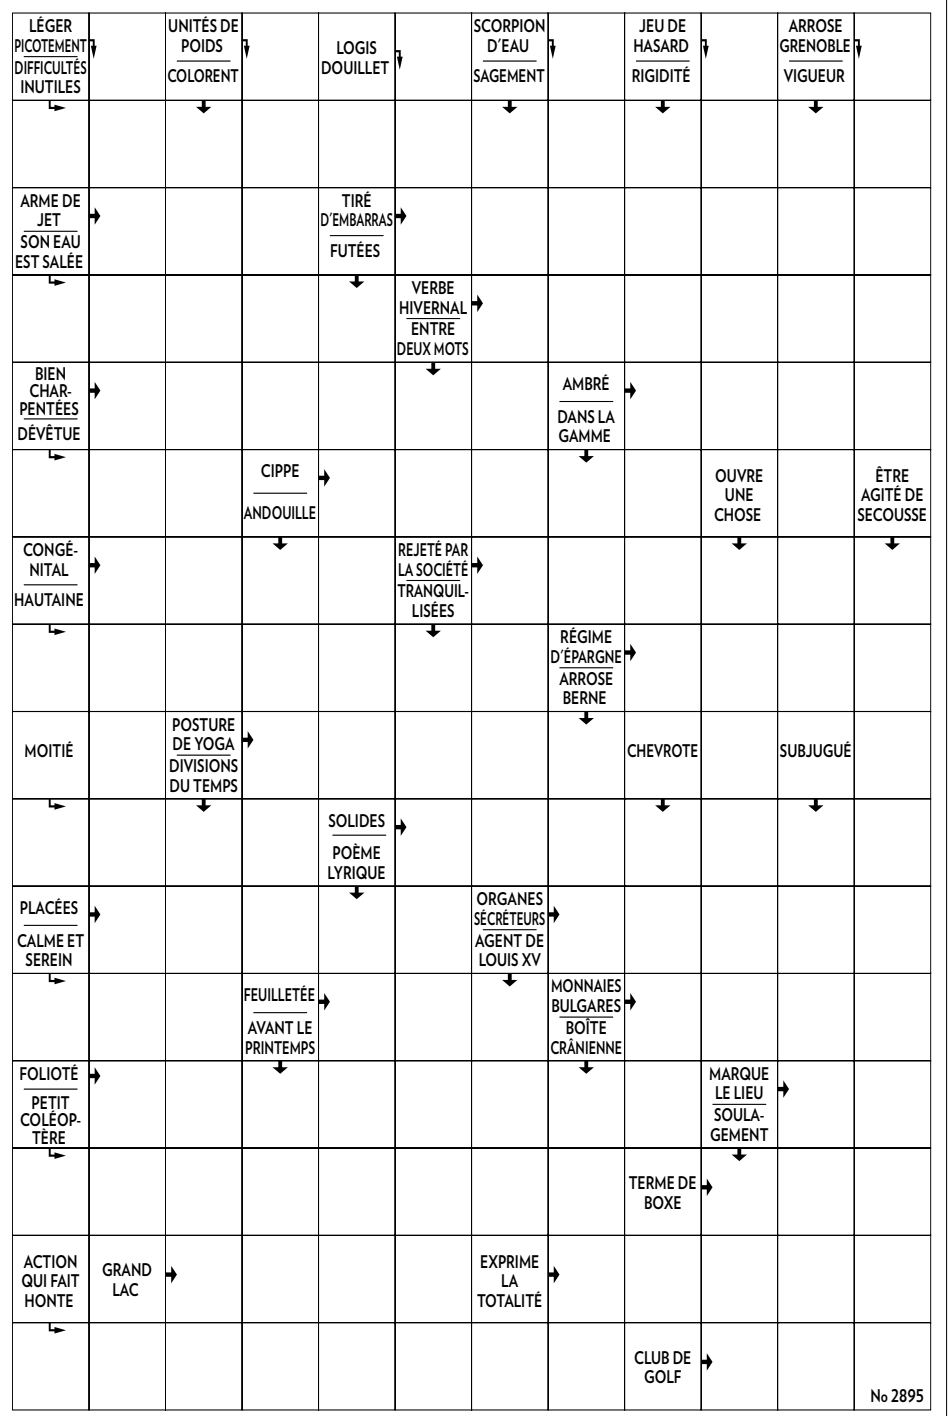 LÉGER
PICOTEMENT
DIFFICULTÉS
INUTILES
UNITÉS DE
POIDS
COLORENT
LOGIS
DOUILLET
SCORPION
D'EAU
SAGEMENT
JEU DE
HASARD
RIGIDITÉ
ARROSE
GRENOBLE
VIGUEUR
ARME DE
JET
SON EAU
EST SALÉE
TIRÉ
D'EMBARRAS
FUTÉES
VERBE
HIVERNAL
ENTRE
DEUX MOTS
BIEN
CHAR-
PENTÉES
DÉVÊTUE
AMBRÉ
DANS LA
GAMME
CIPPE
ANDOUILLE
OUVRE
UNE
CHOSE
ÊTRE
AGITÉ DE
SECOUSSE
CONGÉ-
NITAL
HAUTAINE
REJETÉ PAR
LA SOCIÉTÉ
TRANQUIL-
LISÉES
RÉGIME
D'ÉPARGNE
ARROSE
BERNE
MOITIÉ
POSTURE
DE YOGA
DIVISIONS
DU TEMPS
CHEVROTE
SUBJUGUÉ
SOLIDES
POÈME
LYRIQUE
PLACÉES
CALME ET
SEREIN
ORGANES
SÉCRÉTEURS
AGENT DE
LOUIS XV
FEUILLETÉE
AVANT LE
PRINTEMPS
MONNAIES
BULGARES
BOÎTE
CRÂNIENNE
FOLIOTÉ
PETIT
COLÉOP-
TÈRE
MARQUE
LE LIEU
SOULA-
GEMENT
TERME DE
BOXE
ACTION
QUI FAIT
HONTE
GRAND
LAC
EXPRIME
LA
TOTALITÉ
CLUB DE
GOLF
No 2895